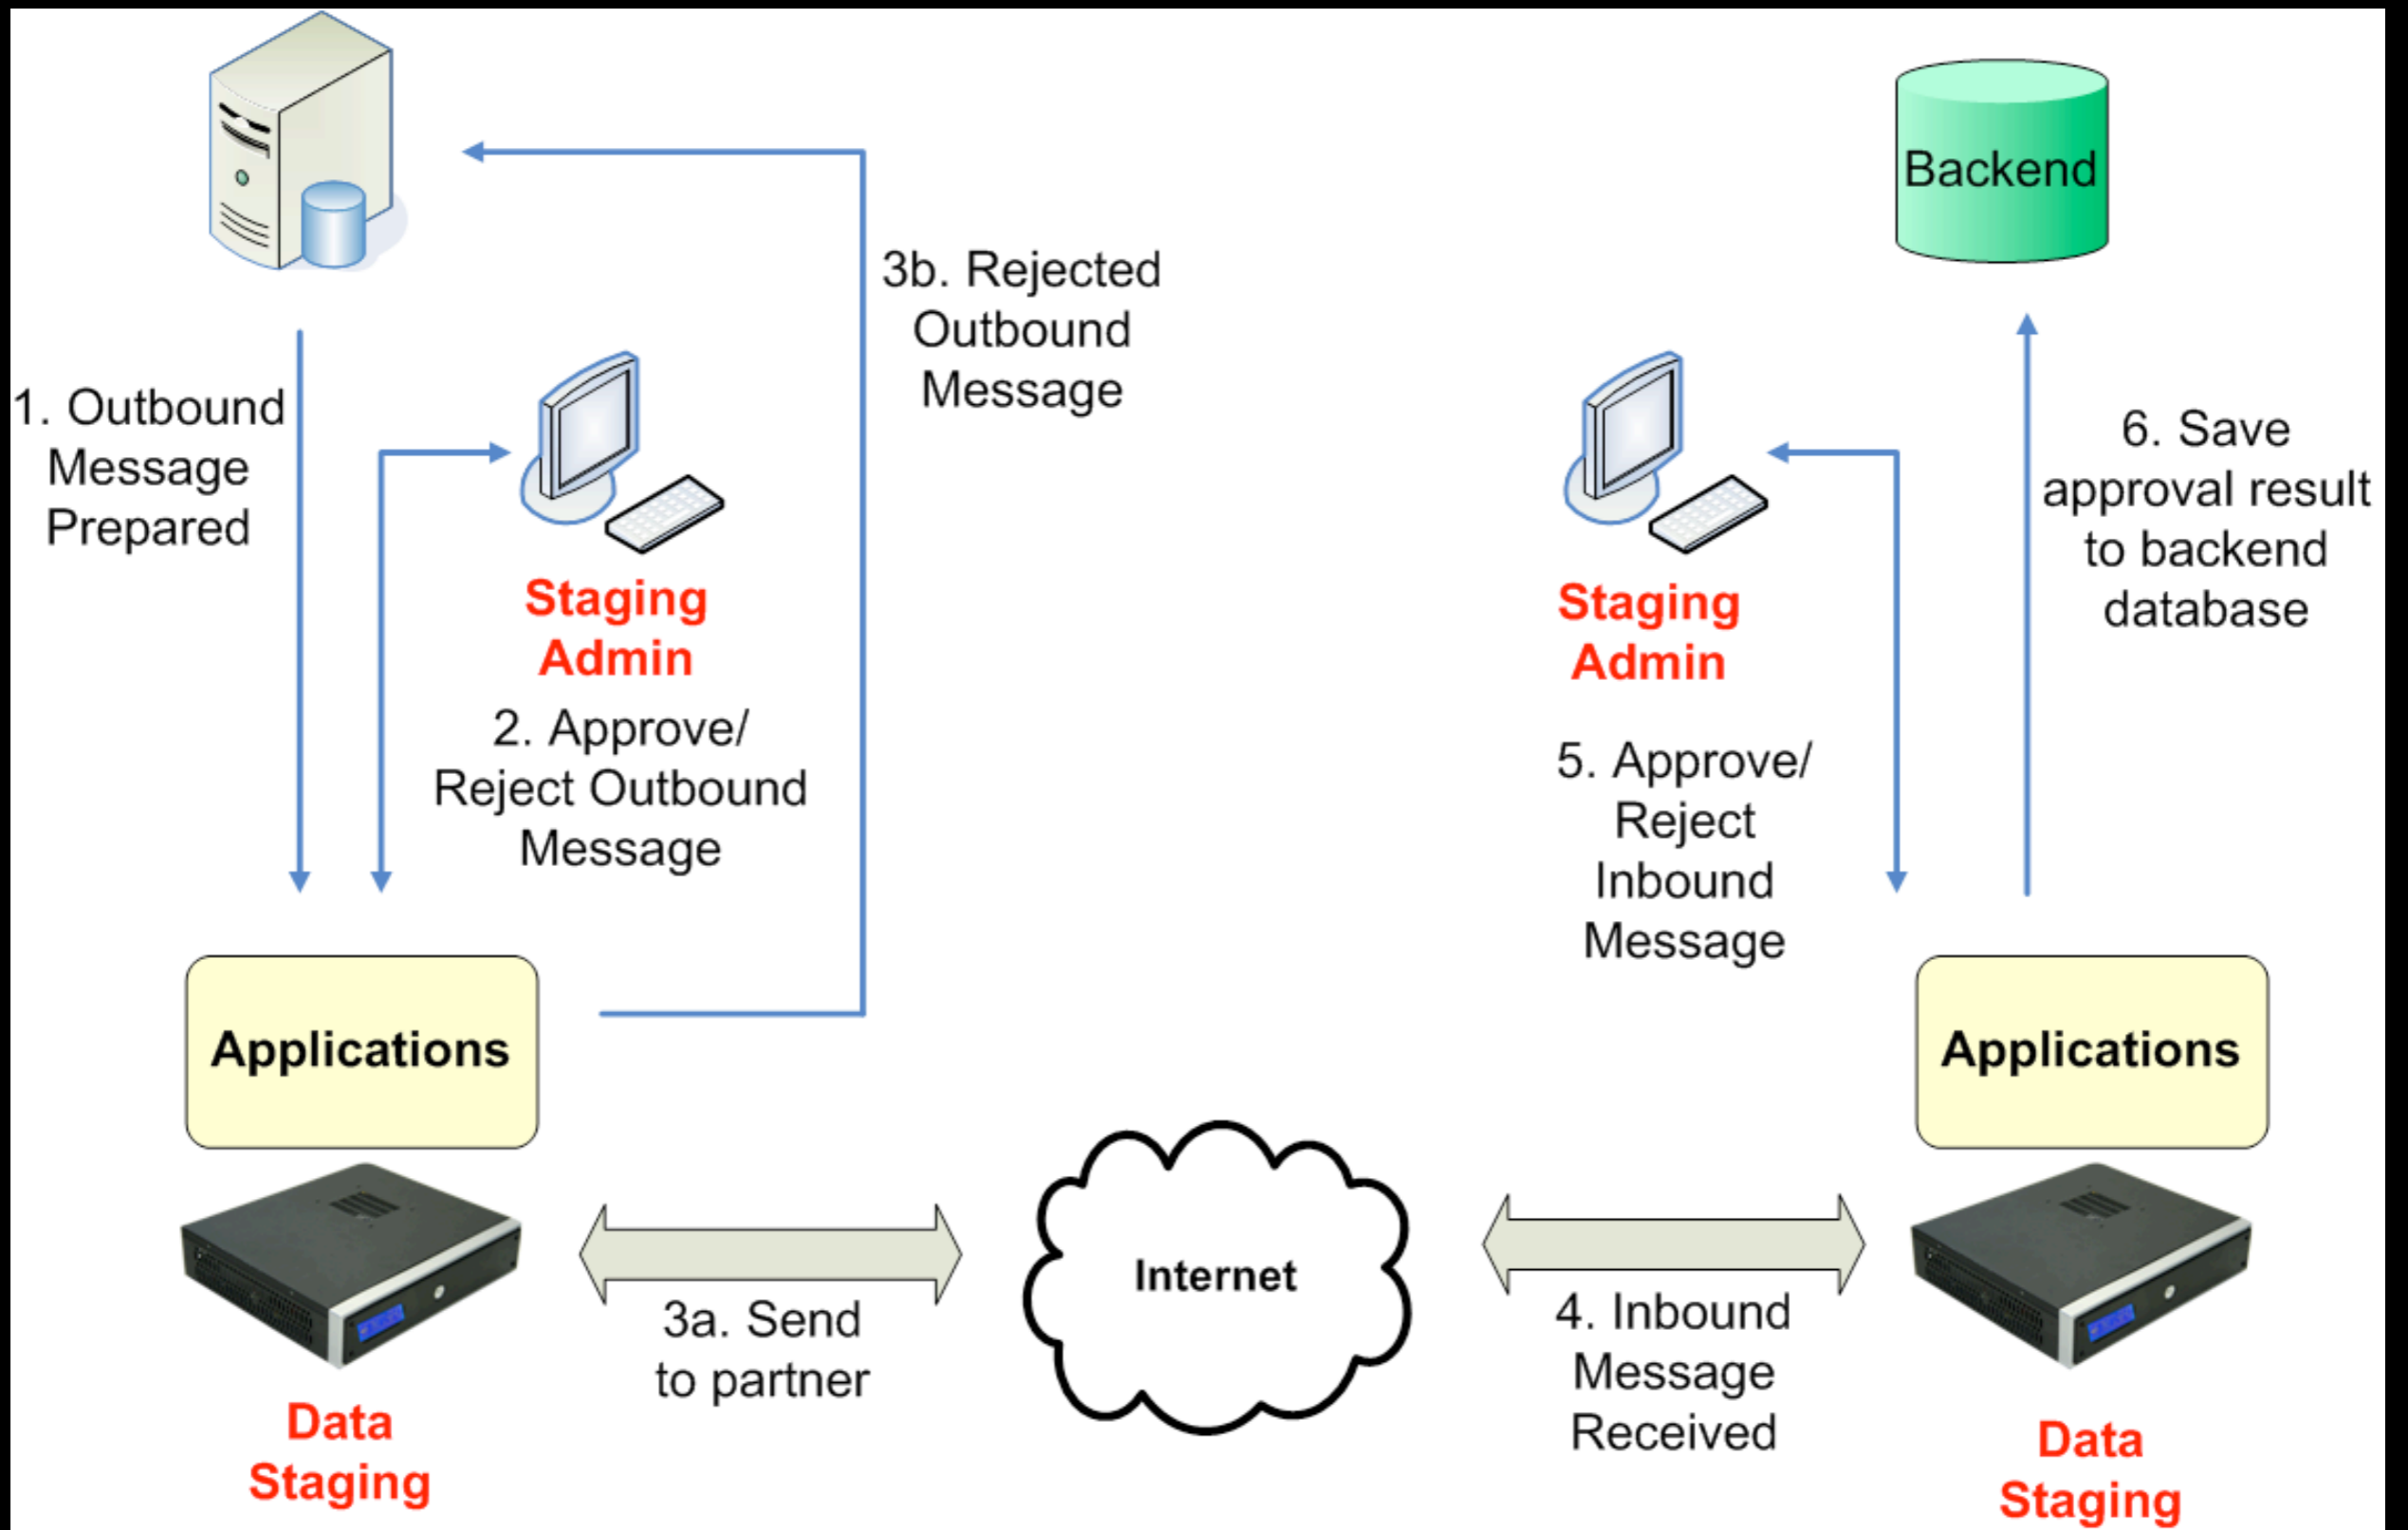 Backend
3b. Rejected
Outbound
Message
1. Outbound
Message
Prepared
6. Save
approval result
to backend
database
Staging
Admin
Staging
Admin
2. Approve/
Reject Outbound
Message
5. Approve/
Reject
Inbound
Message
Applications
Applications
Internet
3a. Send
to partner
4. Inbound
Message
Received
Data
Staging
Data
Staging